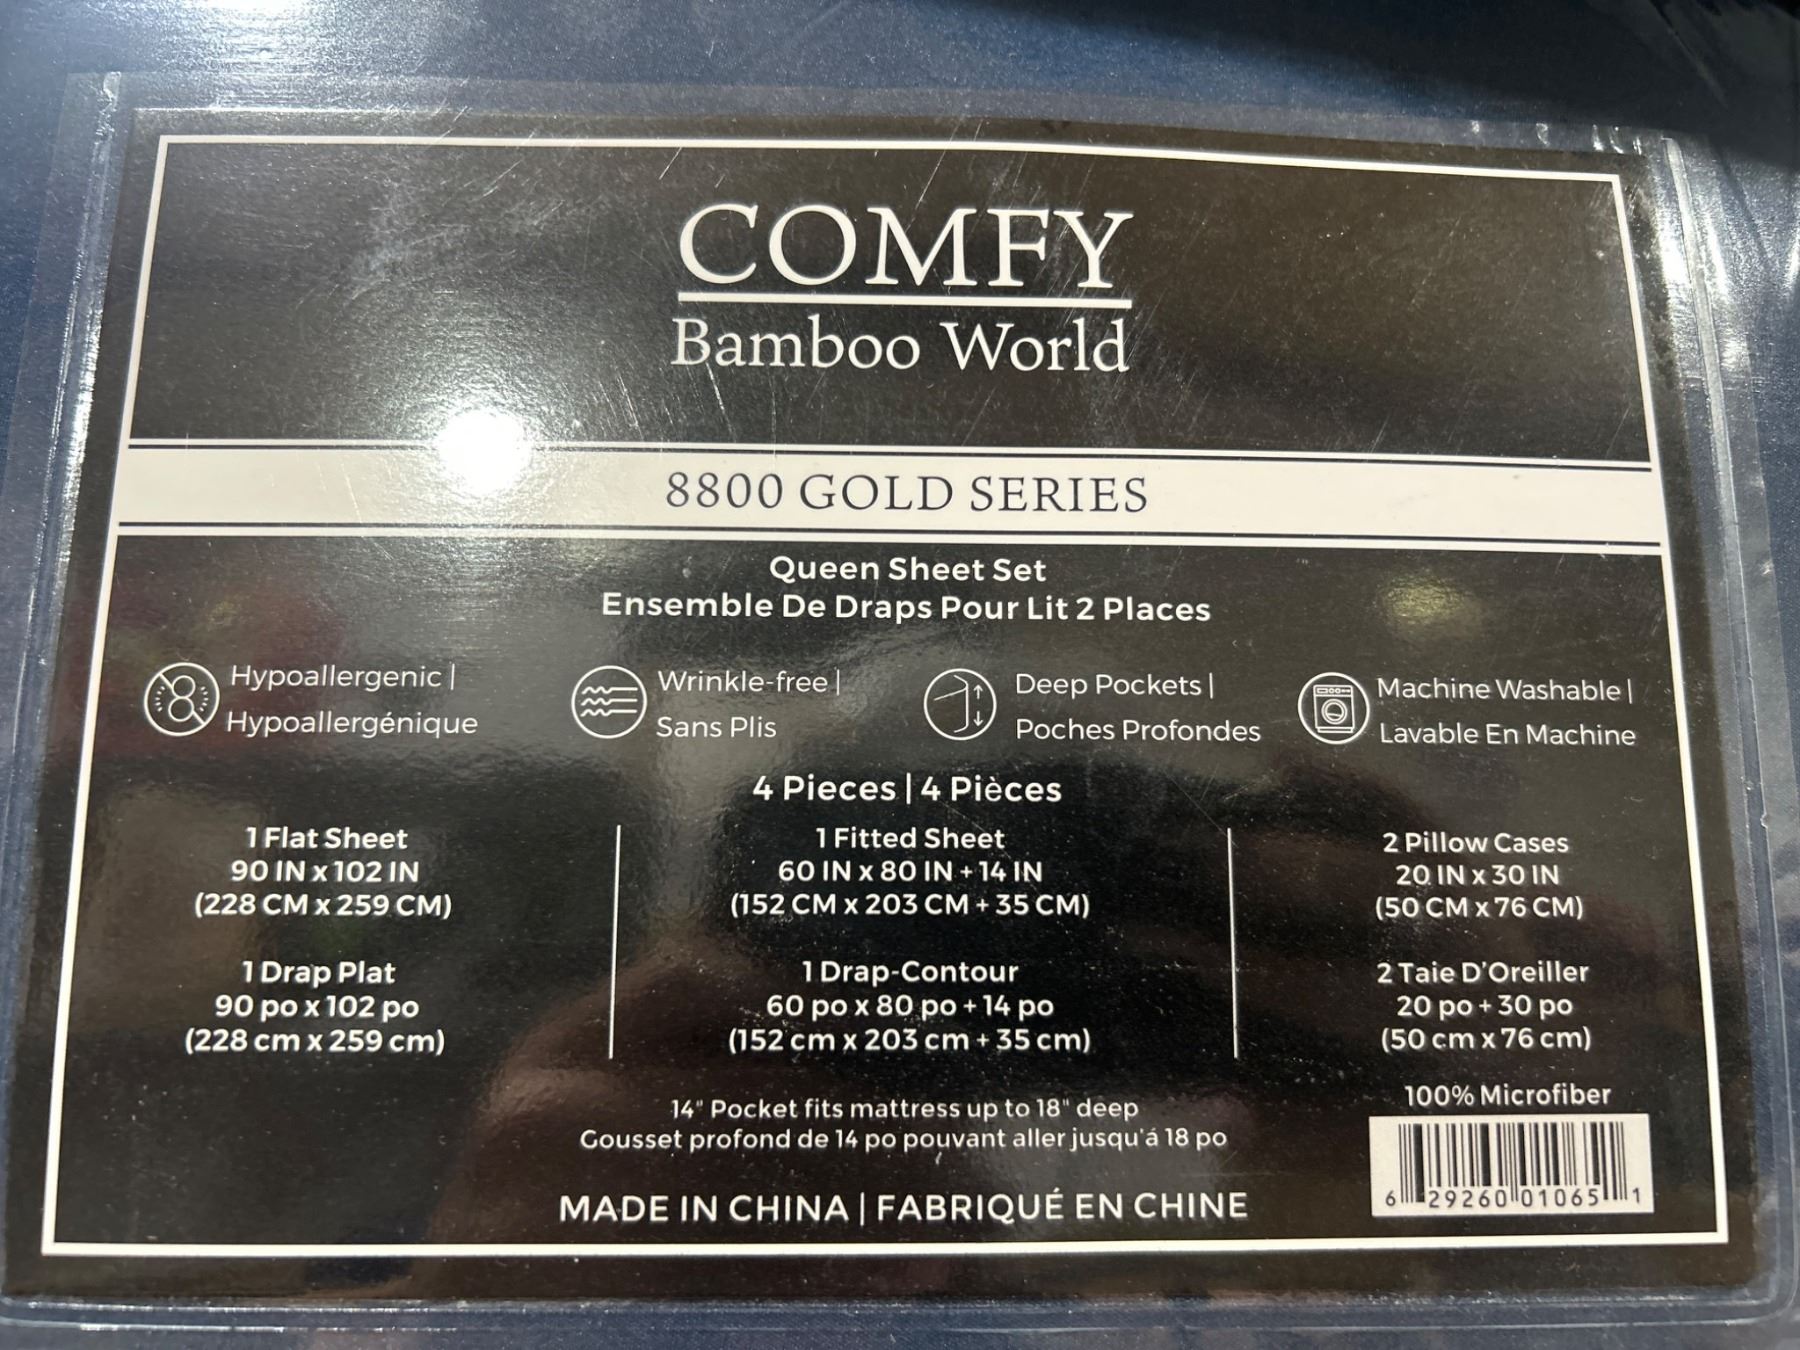 COMFY
Bamboo World
8800 GOLD SERIES
Queen Sheet Set
Ensemble De Draps Pour Lit 2 Places
Hypoallergenic |
Hypoallergénique
Wrinkle-free |
Sans Plis
Deep Pockets |
Poches Profondes
Machine Washable |
Lavable En Machine
4 Pieces | 4 Pièces
1 Flat Sheet
90 IN x 102 IN
(228 CM x 259 CM)
1 Drap Plat
90 po x 102 po
(228 cm x 259 cm)
1 Fitted Sheet
60 IN x 80 IN + 14 IN
(152 CM x 203 CM + 35 CM)
1 Drap-Contour
60 po x 80 po + 14 po
(152 cm x 203 cm + 35 cm)
2 Pillow Cases
20 IN x 30 IN
(50 CM x 76 CM)
2 Taie D'Oreiller
20 po + 30 po
(50 cm x 76 cm)
14" Pocket fits mattress up to 18" deep
Gousset profond de 14 po pouvant aller jusqu'á 18 po
100% Microfiber
6 29260 01065 1
MADE IN CHINA | FABRIQUÉ EN CHINE